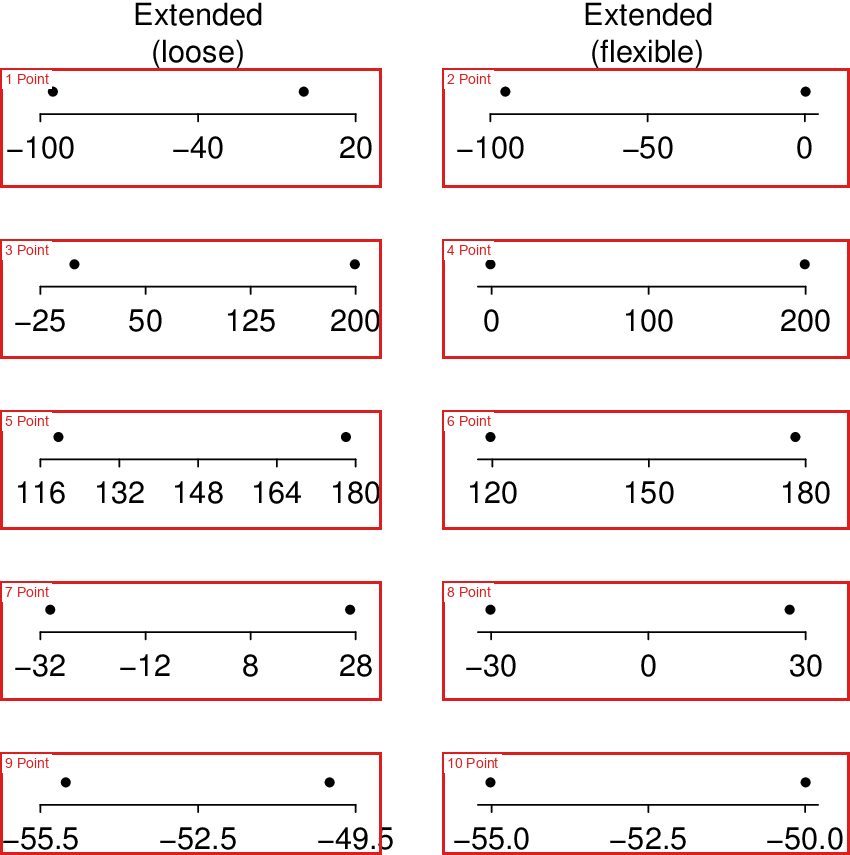 Extended
(loose)
Extended
(flexible)
1 Point
−100 −40 20
2 Point
−100 −50 0
3 Point
−25 50 125 200
4 Point
0 100 200
5 Point
116 132 148 164 180
6 Point
120 150 180
7 Point
−32 −12 8 28
8 Point
−30 0 30
9 Point
−55.5 −52.5 −49.5
10 Point
−55.0 −52.5 −50.0